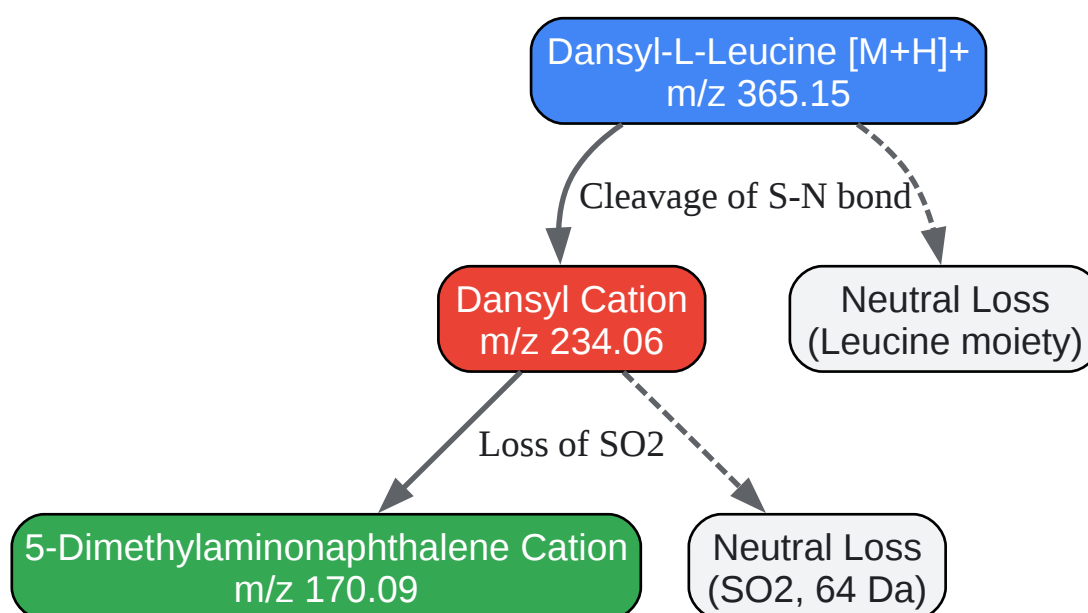 Dansyl-L-Leucine [M+H]+
m/z 365.15
Cleavage of S-N bond
Dansyl Cation
m/z 234.06
Neutral Loss
(Leucine moiety)
Loss of SO2
5-Dimethylaminonaphthalene Cation
m/z 170.09
Neutral Loss
(SO2, 64 Da)